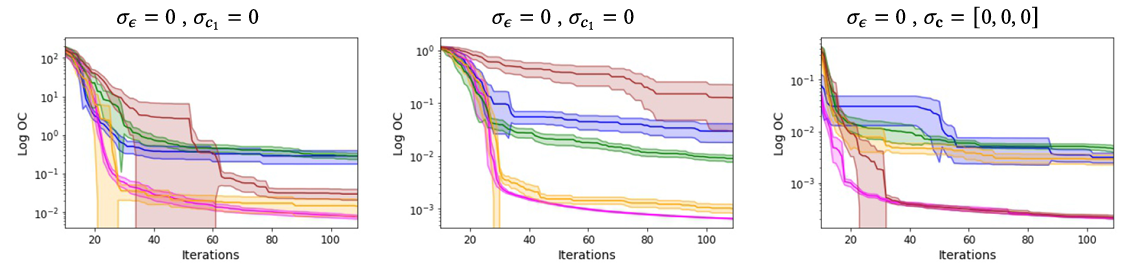 σ_ϵ = 0 , σ_{c_1} = 0
Log OC
10^2
10^1
10^0
10^{-1}
10^{-2}
20 40 60 80 100
Iterations
σ_ϵ = 0 , σ_{c_1} = 0
Log OC
10^0
10^{-1}
10^{-2}
10^{-3}
20 40 60 80 100
Iterations
σ_ϵ = 0 , σ_𝐜 = [0, 0, 0]
Log OC
10^{-1}
10^{-2}
10^{-3}
20 40 60 80 100
Iterations